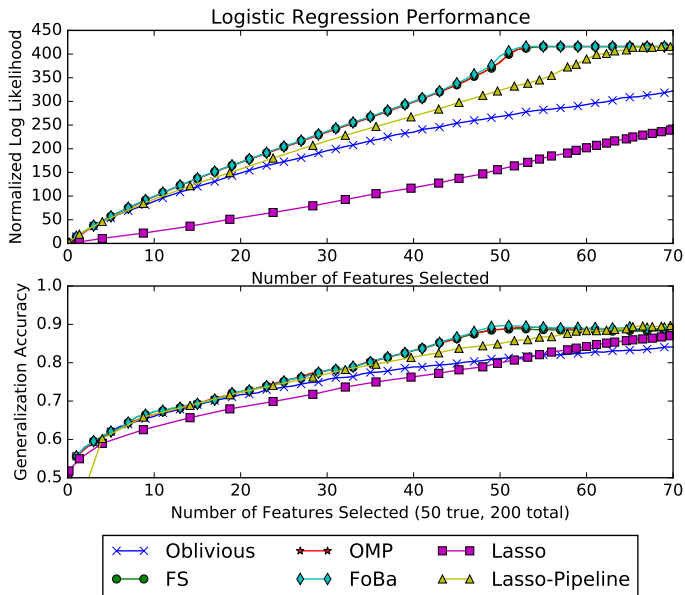 Logistic Regression Performance
Normalized Log Likelihood
450
400
350
300
250
200
150
100
50
0
0 10 20 30 40 50 60 70
Number of Features Selected
Generalization Accuracy
1.0
0.9
0.8
0.7
0.6
0.5
0 10 20 30 40 50 60 70
Number of Features Selected (50 true, 200 total)
Oblivious OMP Lasso
FS FoBa Lasso-Pipeline